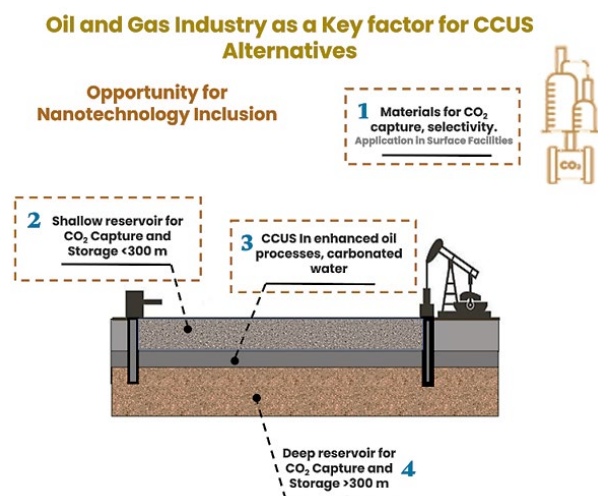 Oil and Gas Industry as a Key factor for CCUS
Alternatives
Opportunity for
Nanotechnology Inclusion
1 Materials for CO₂
capture, selectivity.
Application in Surface Facilities
CO₂
2 Shallow reservoir for
CO₂ Capture and
Storage <300 m
3 CCUS In enhanced oil
processes, carbonated
water
Deep reservoir for
CO₂ Capture and 4
Storage >300 m